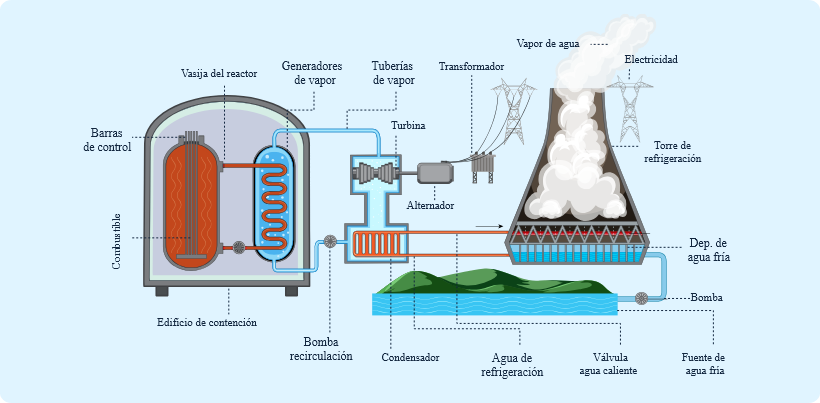 Vapor de agua
Electricidad
Generadores
de vapor
Tuberías
de vapor
Transformador
Vasija del reactor
Turbina
Barras
de control
Torre de
refrigeración
Alternador
Combustible
Dep. de
agua fría
Bomba
Edificio de contención
Bomba
recirculación
Condensador
Agua de
refrigeración
Válvula
agua caliente
Fuente de
agua fría